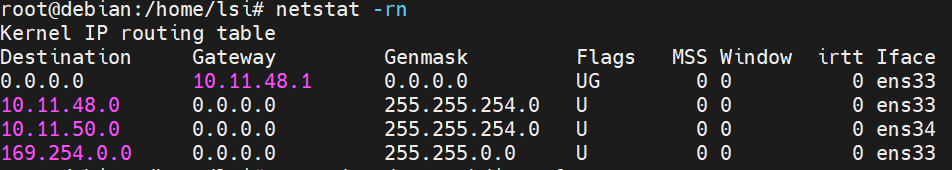 root@debian:/home/lsi# netstat -rn
Kernel IP routing table
Destination     Gateway         Genmask         Flags   MSS Window  irtt Iface
0.0.0.0         10.11.48.1      0.0.0.0         UG        0 0          0 ens33
10.11.48.0      0.0.0.0         255.255.254.0   U         0 0          0 ens33
10.11.50.0      0.0.0.0         255.255.254.0   U         0 0          0 ens34
169.254.0.0     0.0.0.0         255.255.0.0     U         0 0          0 ens33